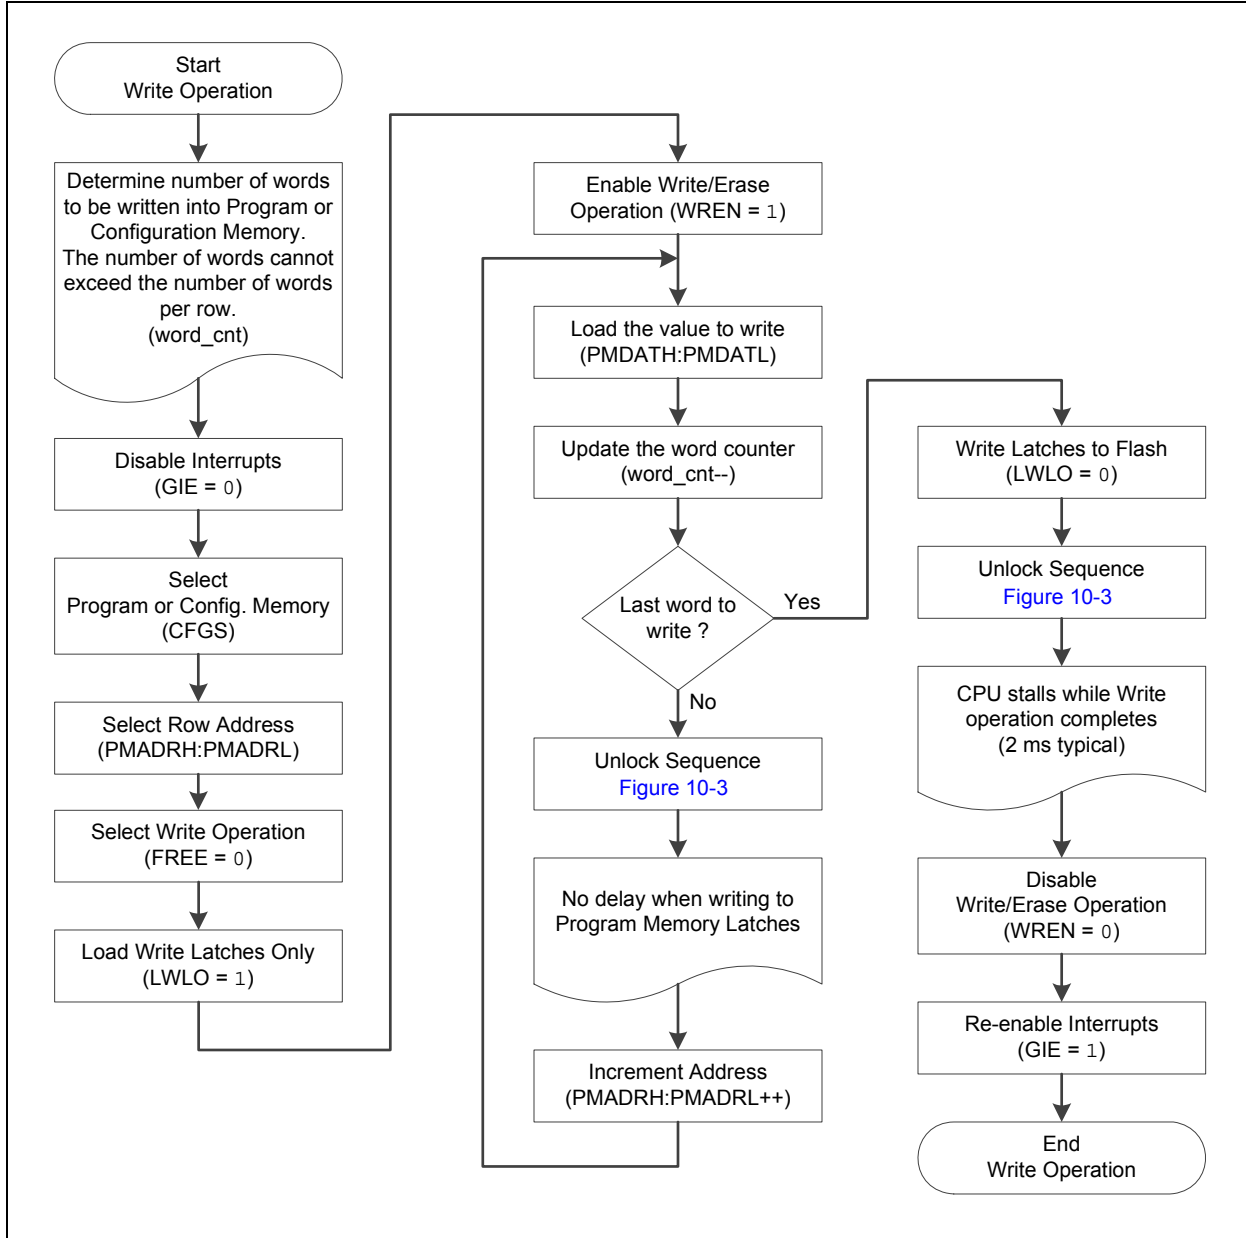 Start
Write Operation
Determine number of words
to be written into Program or
Configuration Memory.
The number of words cannot
exceed the number of words
per row.
(word_cnt)
Disable Interrupts
(GIE = 0)
Select
Program or Config. Memory
(CFGS)
Select Row Address
(PMADRH:PMADRL)
Select Write Operation
(FREE = 0)
Load Write Latches Only
(LWLO = 1)
Enable Write/Erase
Operation (WREN = 1)
Load the value to write
(PMDATH:PMDATL)
Update the word counter
(word_cnt--)
Last word to
write ?
Yes
No
Unlock Sequence
Figure 10-3
No delay when writing to
Program Memory Latches
Increment Address
(PMADRH:PMADRL++)
Write Latches to Flash
(LWLO = 0)
Unlock Sequence
Figure 10-3
CPU stalls while Write
operation completes
(2 ms typical)
Disable
Write/Erase Operation
(WREN = 0)
Re-enable Interrupts
(GIE = 1)
End
Write Operation